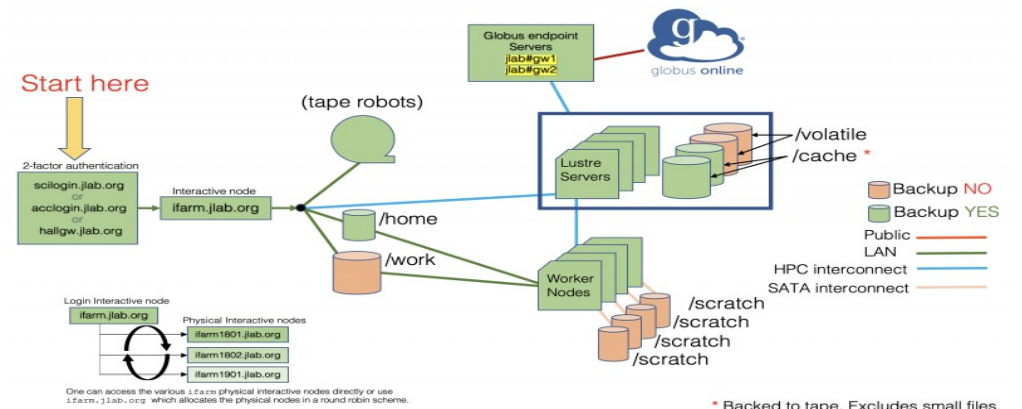 Start here
2-factor authentication
scilogin.jlab.org
or
acclogin.jlab.org
or
hallgw.jlab.org
Interactive node
ifarm.jlab.org
(tape robots)
/home
/work
Globus endpoint
Servers
jlab#gw1
jlab#gw2
g
globus online
Lustre
Servers
/volatile
/cache *
Worker
Nodes
/scratch
/scratch
/scratch
/scratch
Backup NO
Backup YES
Public
LAN
HPC interconnect
SATA interconnect
Login Interactive node
ifarm.jlab.org
Physical Interactive nodes
ifarm1801.jlab.org
ifarm1802.jlab.org
ifarm1901.jlab.org
One can access the various ifarm physical interactive nodes directly or use
ifarm.jlab.org which allocates the physical nodes in a round robin scheme.
* Backed to tape. Excludes small files